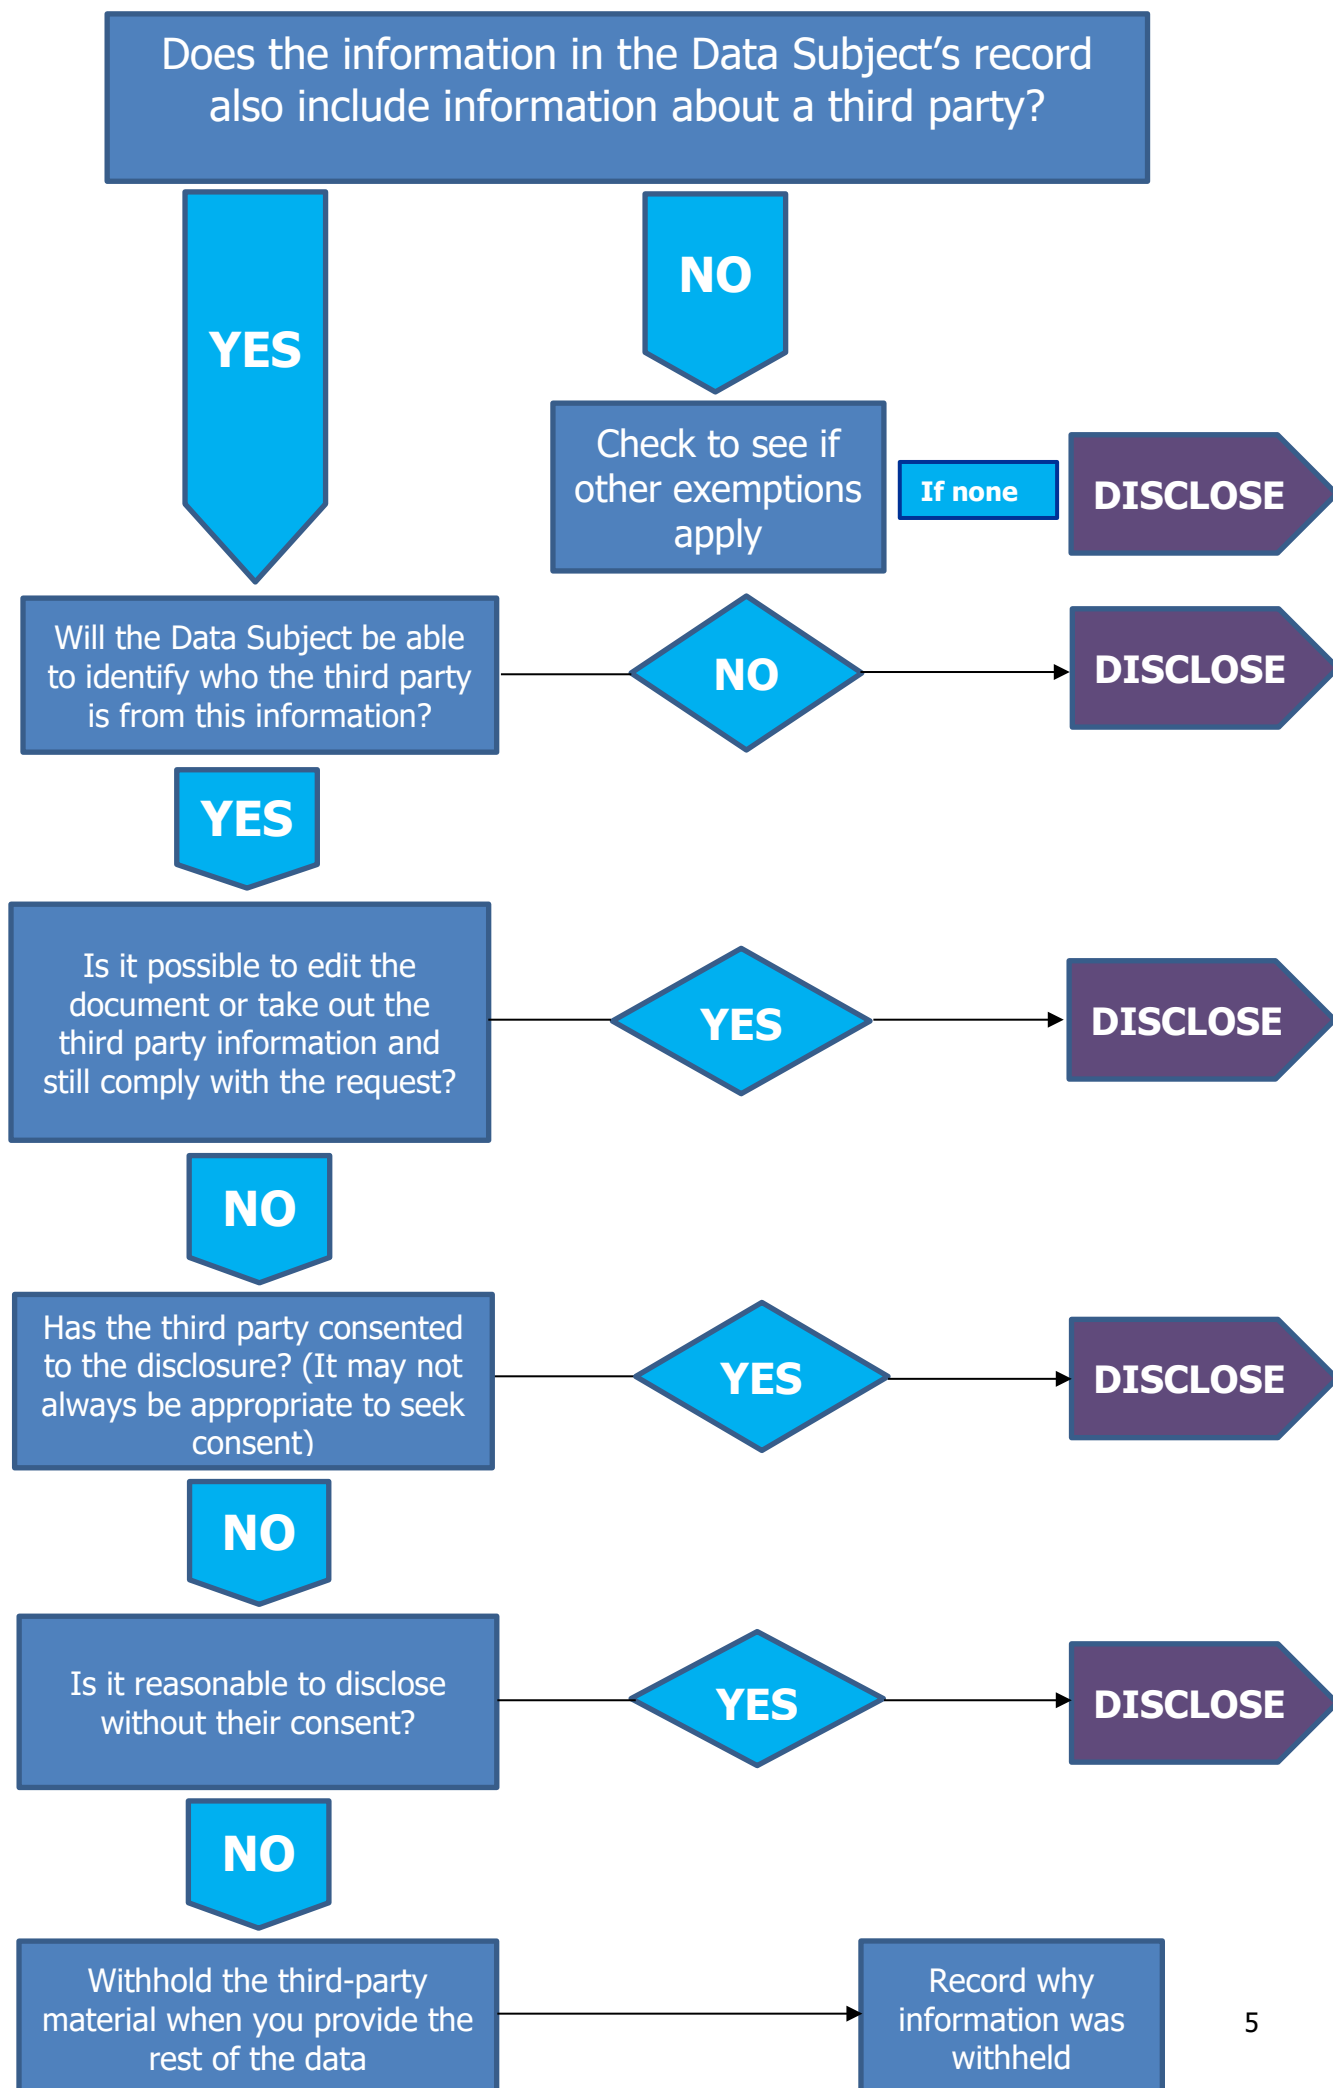 Does the information in the Data Subject’s record
also include information about a third party?
YES
NO
Check to see if
other exemptions
apply
If none
DISCLOSE
Will the Data Subject be able
to identify who the third party
is from this information?
NO
DISCLOSE
YES
Is it possible to edit the
document or take out the
third party information and
still comply with the request?
YES
DISCLOSE
NO
Has the third party consented
to the disclosure? (It may not
always be appropriate to seek
consent)
YES
DISCLOSE
NO
Is it reasonable to disclose
without their consent?
YES
DISCLOSE
NO
Withhold the third-party
material when you provide the
rest of the data
Record why
information was
withheld
5